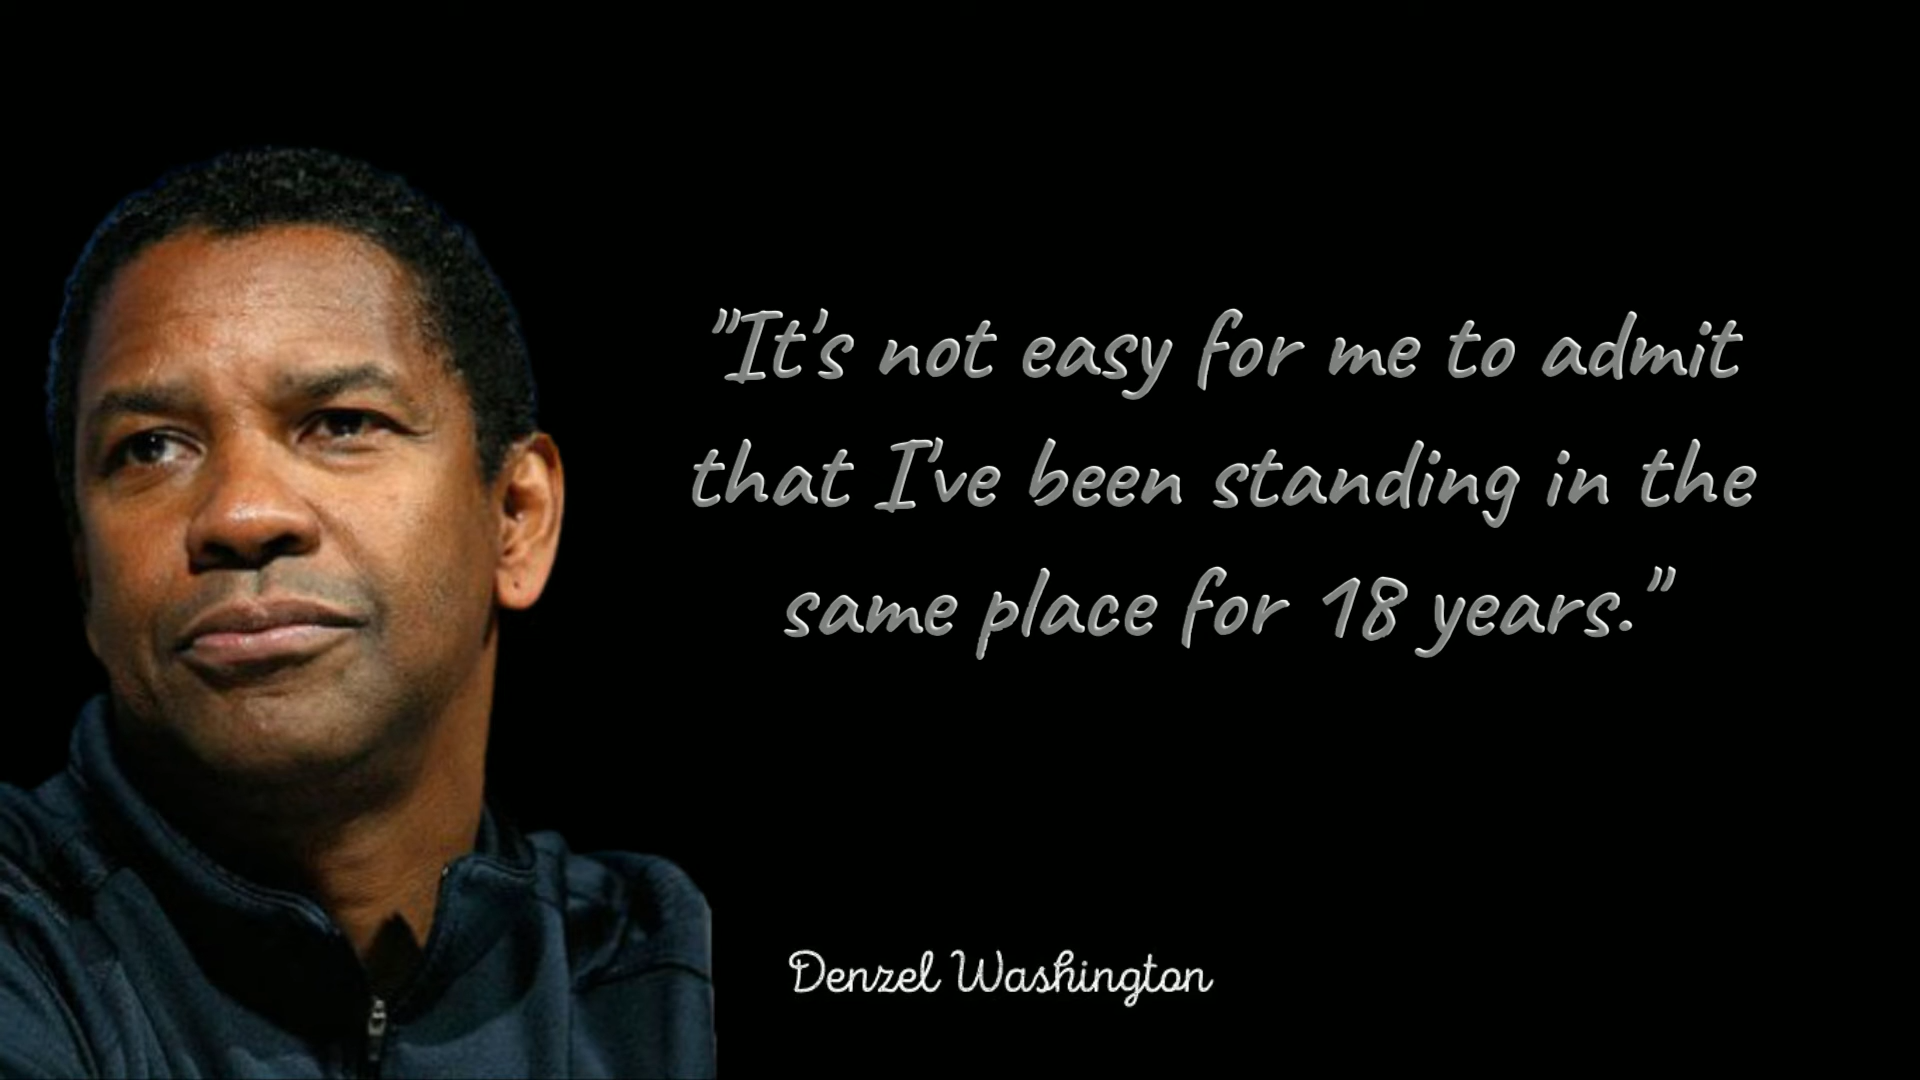 "It's not easy for me to admit
that I've been standing in the
same place for 18 years."
Denzel Washington